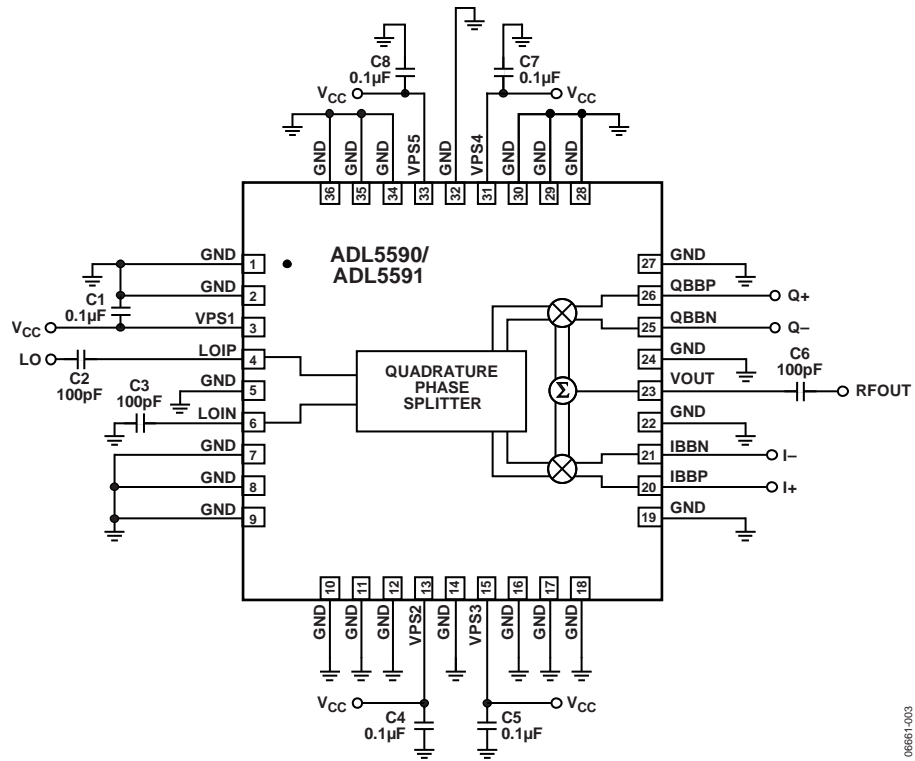 C8
0.1µF
C7
0.1µF
VCC
VCC
GND
GND
GND
VPS5
GND
VPS4
GND
GND
GND
36
35
34
33
32
31
30
29
28
ADL5590/
ADL5591
GND
1
GND
2
C1
0.1µF
VCC
VPS1
3
LO
C2
100pF
LOIP
4
GND
5
C3
100pF
LOIN
6
GND
7
GND
8
GND
9
QUADRATURE
PHASE
SPLITTER
Σ
27
GND
26
QBBP
Q+
25
QBBN
Q–
24
GND
C6
100pF
23
VOUT
RFOUT
22
GND
21
IBBN
I–
20
IBBP
I+
19
GND
10
11
12
13
14
15
16
17
18
GND
GND
GND
VPS2
GND
VPS3
GND
GND
GND
VCC
C4
0.1µF
C5
0.1µF
VCC
06661-003